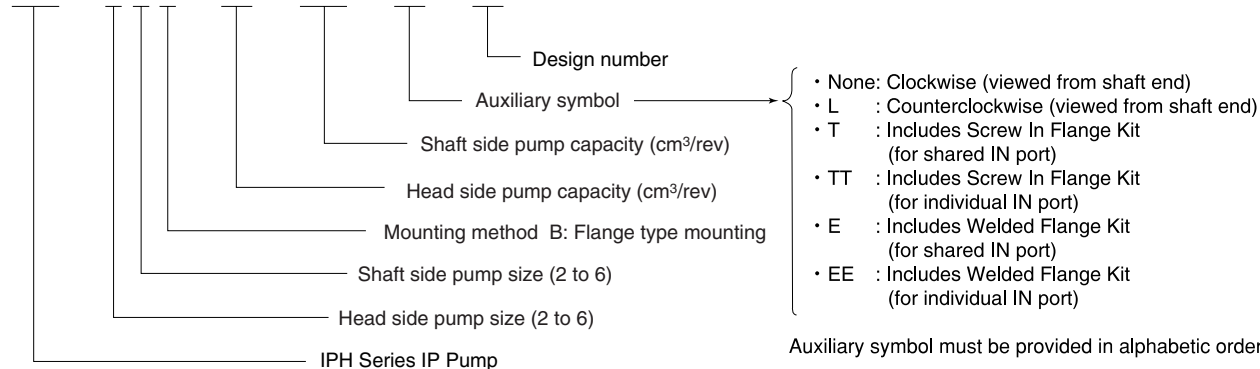 Design number
Auxiliary symbol
Shaft side pump capacity (cm³/rev)
Head side pump capacity (cm³/rev)
Mounting method B: Flange type mounting
Shaft side pump size (2 to 6)
Head side pump size (2 to 6)
IPH Series IP Pump
・None: Clockwise (viewed from shaft end)
・L : Counterclockwise (viewed from shaft end)
・T : Includes Screw In Flange Kit
(for shared IN port)
・TT : Includes Screw In Flange Kit
(for individual IN port)
・E : Includes Welded Flange Kit
(for shared IN port)
・EE : Includes Welded Flange Kit
(for individual IN port)
Auxiliary symbol must be provided in alphabetic order